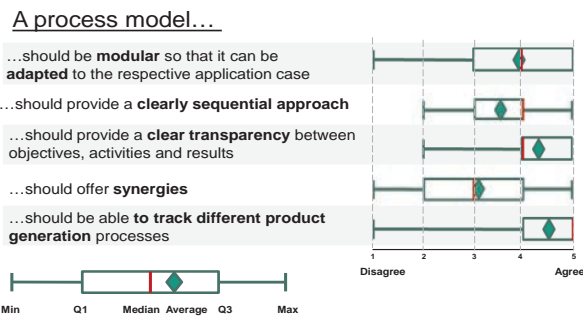 A process model…
…should be modular so that it can be
adapted to the respective application case
…should provide a clearly sequential approach
…should provide a clear transparency between
objectives, activities and results
…should offer synergies
…should be able to track different product
generation processes
1 2 3 4 5
Disagree Agree
Min Q1 Median Average Q3 Max